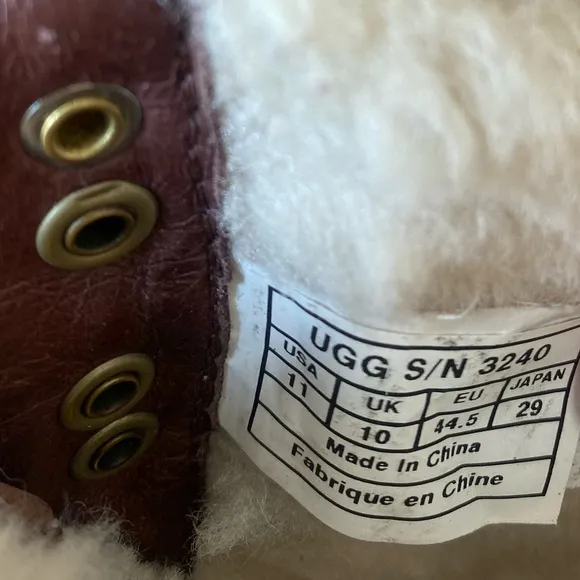 UGG S/N 3240
USA UK EU JAPAN
11 10 44.5 29
Made In China
Fabrique en Chine